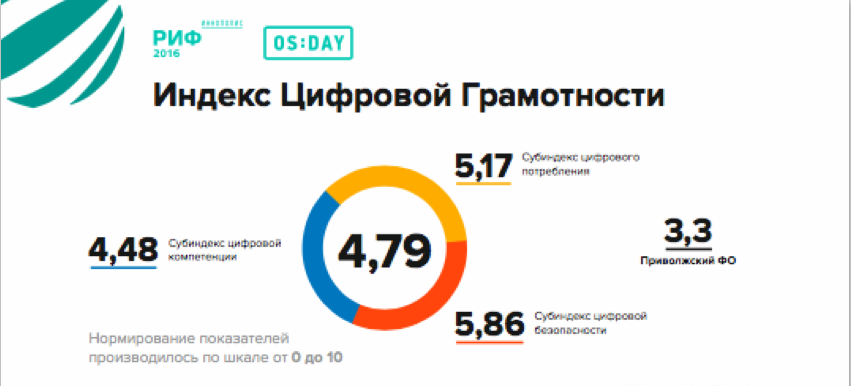 ИННОПОЛИС
РИФ
2016
OS:DAY
Индекс Цифровой Грамотности
5,17
Субиндекс цифрового
потребления
4,48
Субиндекс цифровой
компетенции
4,79
3,3
Приволжский ФО
5,86
Субиндекс цифровой
безопасности
Нормирование показателей
производилось по шкале от 0 до 10